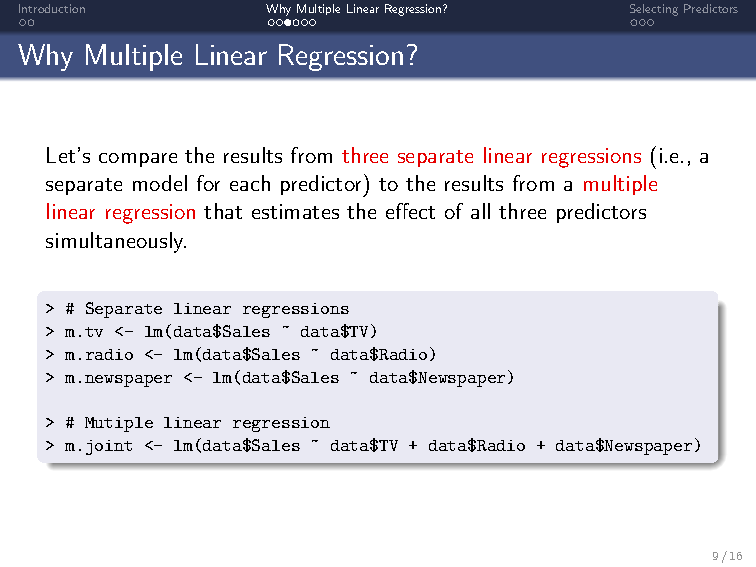 Introduction
Why Multiple Linear Regression?
Selecting Predictors
Why Multiple Linear Regression?
Let's compare the results from three separate linear regressions (i.e., a
separate model for each predictor) to the results from a multiple
linear regression that estimates the effect of all three predictors
simultaneously.
> # Separate linear regressions
> m.tv <- lm(data$Sales ~ data$TV)
> m.radio <- lm(data$Sales ~ data$Radio)
> m.newspaper <- lm(data$Sales ~ data$Newspaper)
> # Mutiple linear regression
> m.joint <- lm(data$Sales ~ data$TV + data$Radio + data$Newspaper)
9 / 16